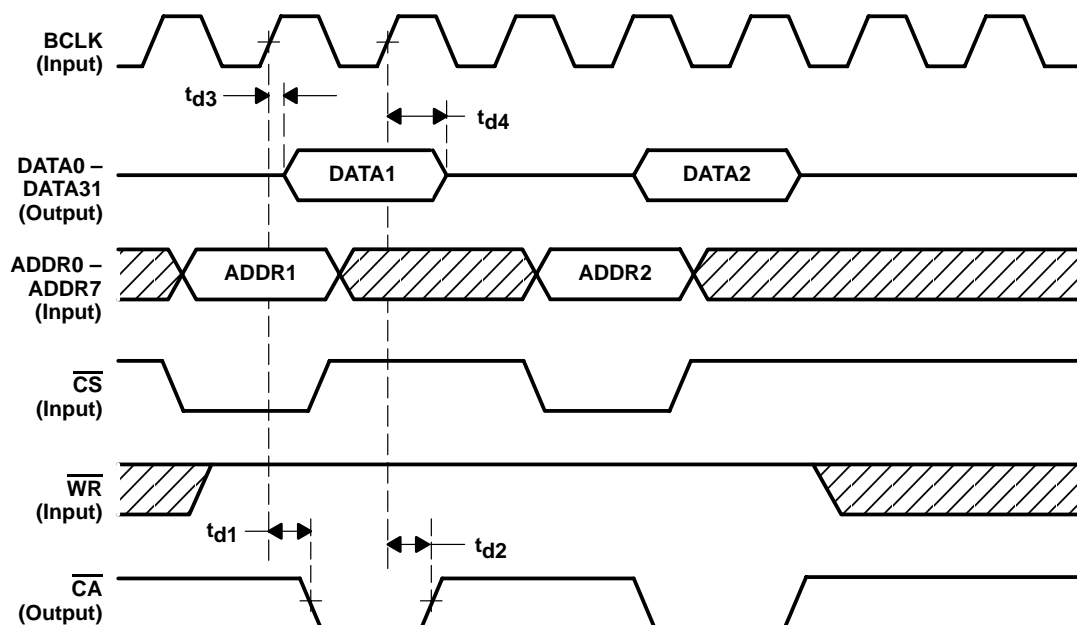 BCLK
(Input)
td3
td4
DATA0 –
DATA31
(Output)
DATA1
DATA2
ADDR0 –
ADDR7
(Input)
ADDR1
ADDR2
CS
(Input)
WR
(Input)
td1
td2
CA
(Output)